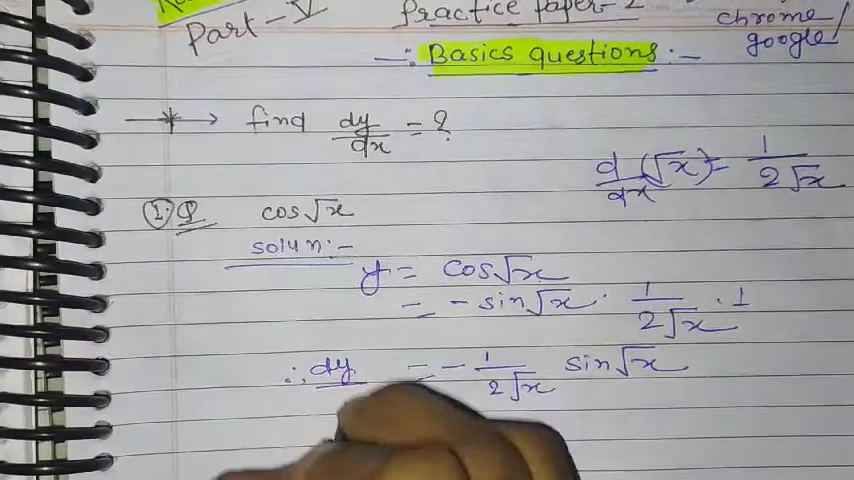 Part-V
Practice paper-2
chrome/
google/
-: Basics questions :-
find dy/dx = ?
d/dx (√x) = 1/2√x
1.Q cos√x
Solun:-
y = cos√x
= -sin√x . 1/2√x . 1
∴ dy = - 1/2√x sin√x